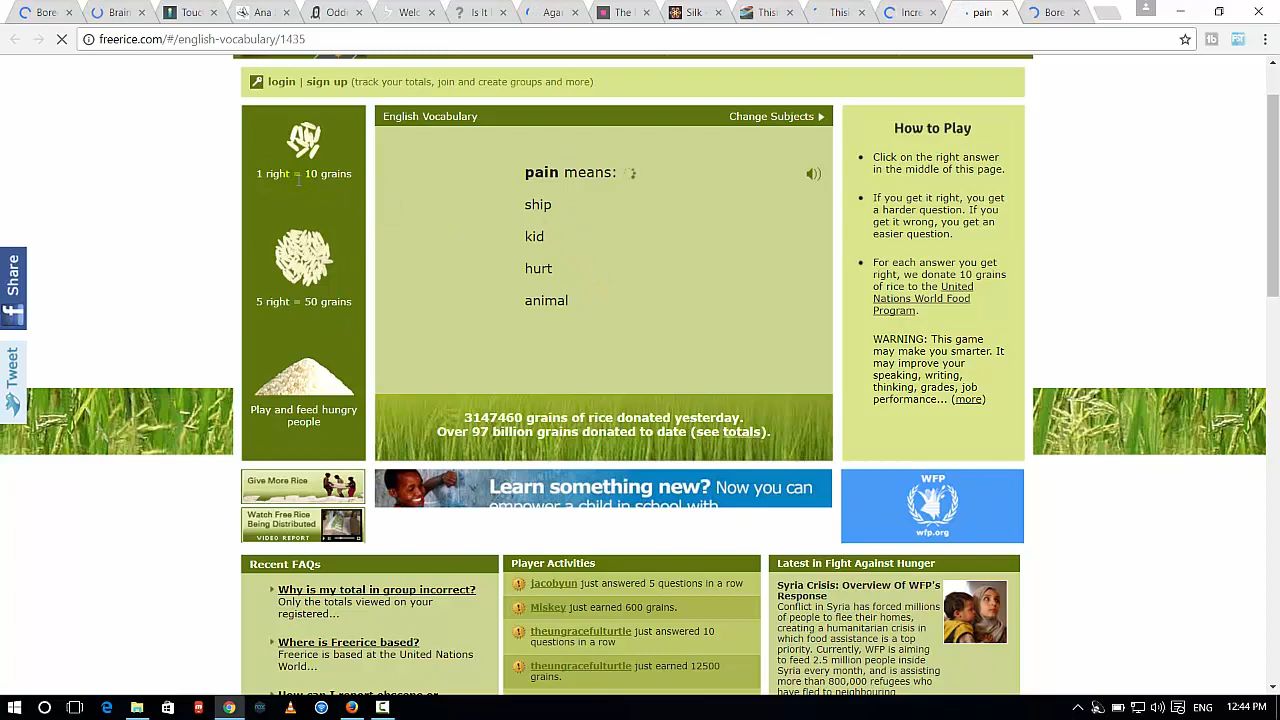 Bore
Brain
Touc
Ana
Odd
Welc
Is It
Agai
The l
Silk
This
This
Incre
pain
Bore
freerice.com/#/english-vocabulary/1435
login | sign up (track your totals, join and create groups and more)
1 right = 10 grains
5 right = 50 grains
Play and feed hungry
people
English Vocabulary
Change Subjects
pain means:
ship
kid
hurt
animal
3147460 grains of rice donated yesterday.
Over 97 billion grains donated to date (see totals).
How to Play
Click on the right answer
in the middle of this page.
If you get it right, you get
a harder question. If you
get it wrong, you get an
easier question.
For each answer you get
right, we donate 10 grains
of rice to the United
Nations World Food
Program.
WARNING: This game
may make you smarter. It
may improve your
speaking, writing,
thinking, grades, job
performance... (more)
Share
Tweet
Give More Rice
Watch Free Rice
Being Distributed
VIDEO REPORT
Learn something new? Now you can
empower a child in school with
WFP
wfp.org
Recent FAQs
Why is my total in group incorrect?
Only the totals viewed on your
registered...
Where is Freerice based?
Freerice is based at the United Nations
World...
How can I report obscene or
Player Activities
jacobyun just answered 5 questions in a row
Miskey just earned 600 grains.
theungracefulturtle just answered 10
questions in a row
theungracefulturtle just earned 12500
grains.
Latest in Fight Against Hunger
Syria Crisis: Overview Of WFP's
Response
Conflict in Syria has forced millions
of people to flee their homes,
creating a humanitarian crisis in
which food assistance is a top
priority. Currently, WFP is aiming
to feed 2.5 million people inside
Syria every month, and is assisting
more than 800,000 refugees who
have fled to neighbouring
ENG
12:44 PM